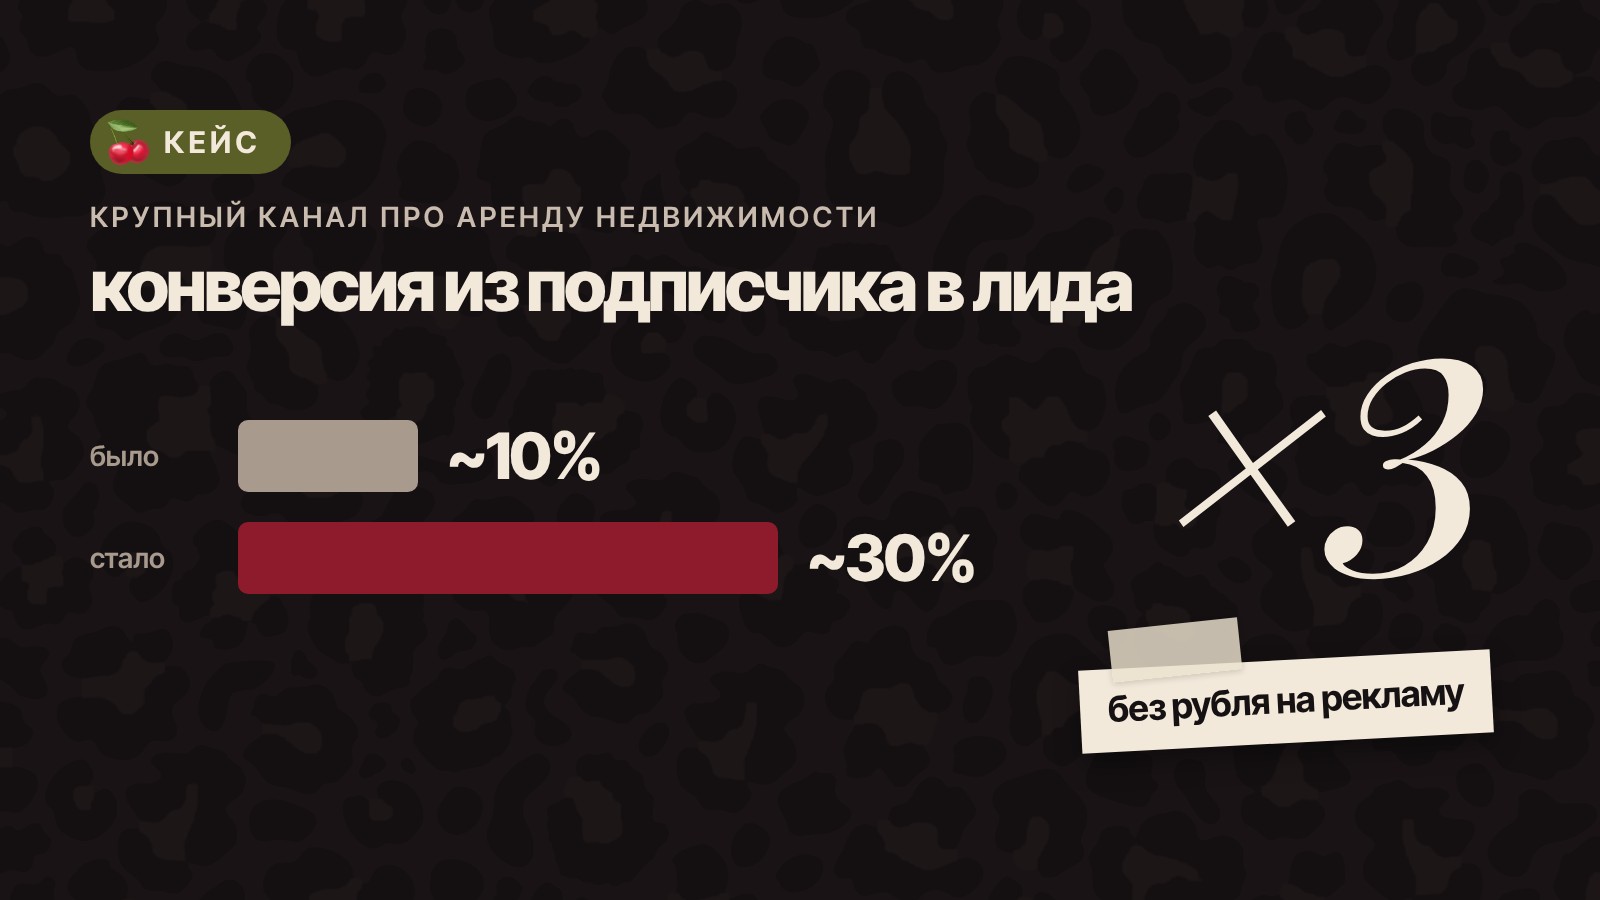 КЕЙС
КРУПНЫЙ КАНАЛ ПРО АРЕНДУ НЕДВИЖИМОСТИ
конверсия из подписчика в лида
было ~10%
стало ~30%
×3
без рубля на рекламу